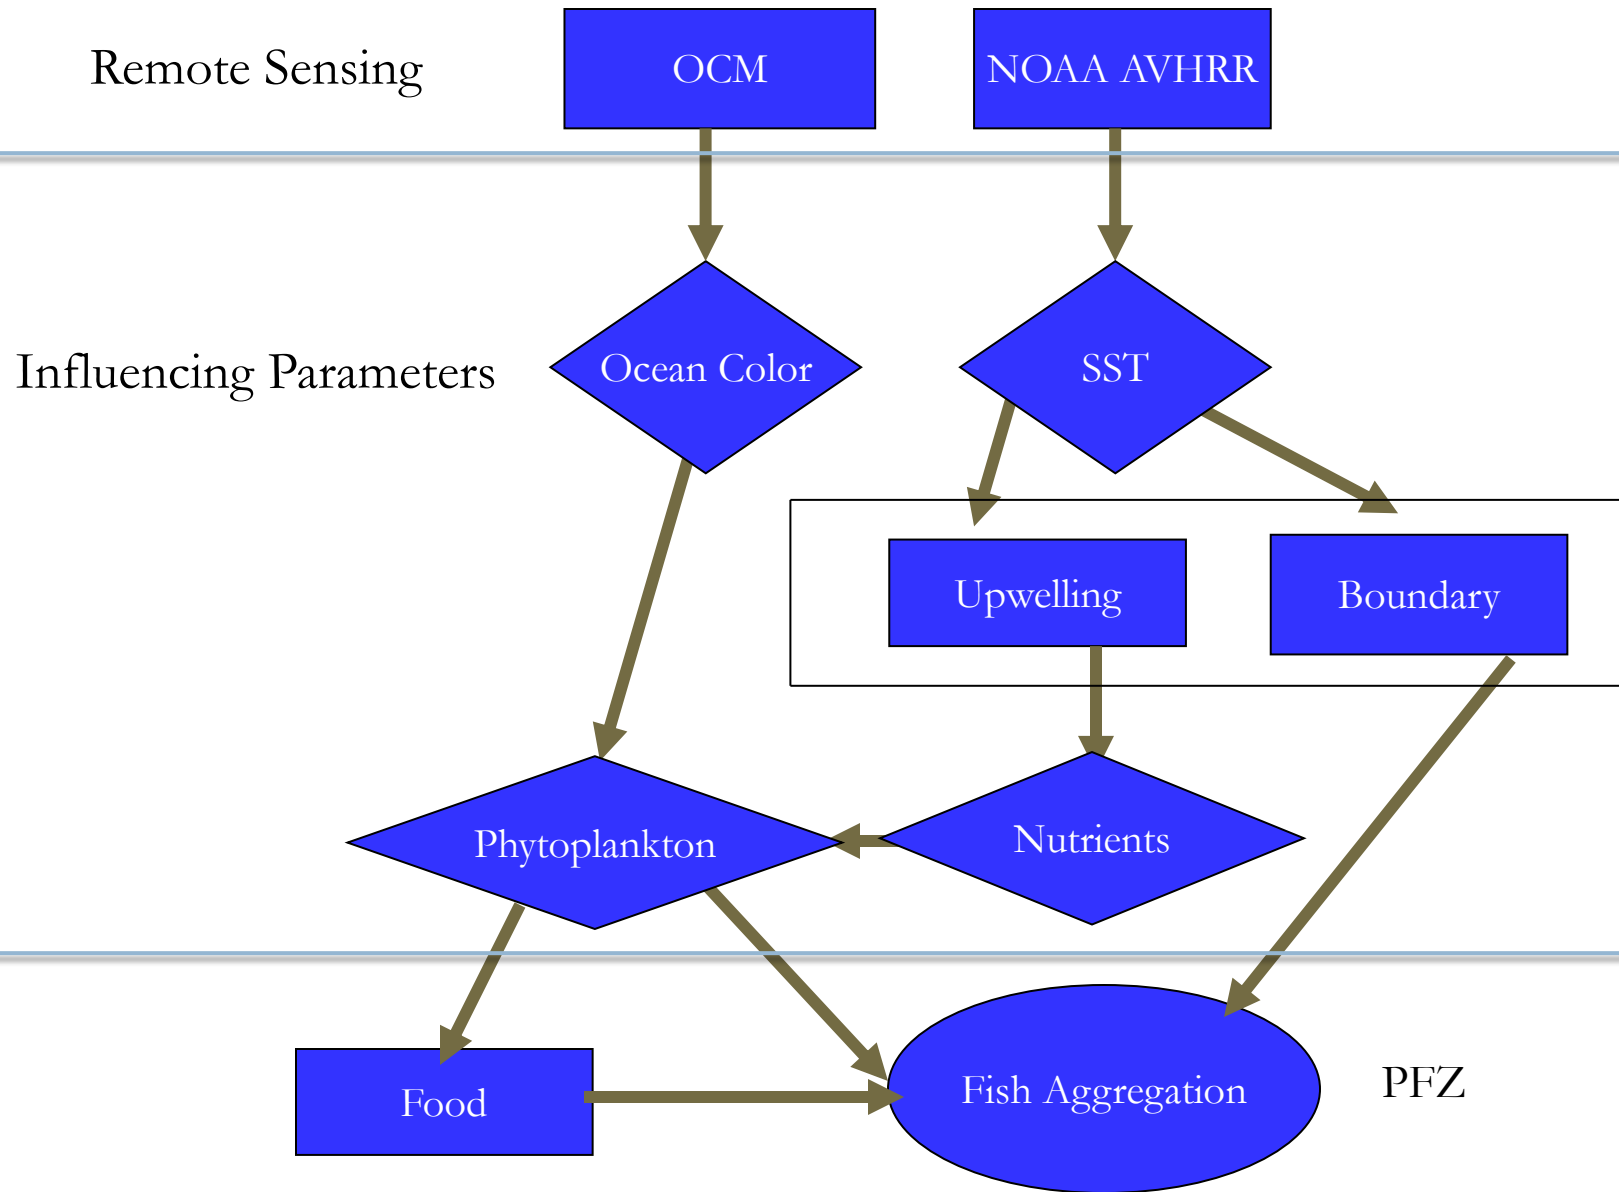 Remote Sensing
OCM
NOAA AVHRR
Influencing Parameters
Ocean Color
SST
Upwelling
Boundary
Phytoplankton
Nutrients
Food
Fish Aggregation
PFZ